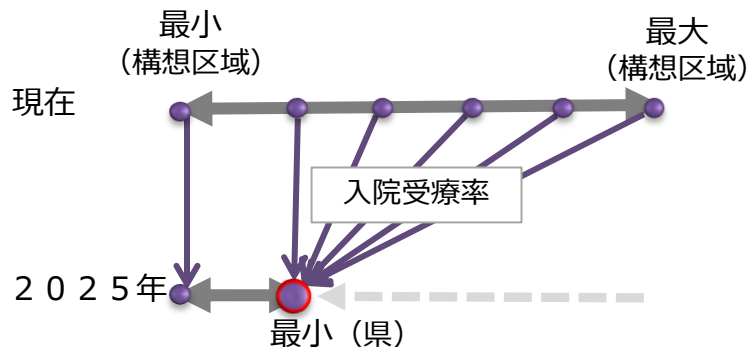 最小
（構想区域）
最大
（構想区域）
現在
入院受療率
２０２５年
最小（県）